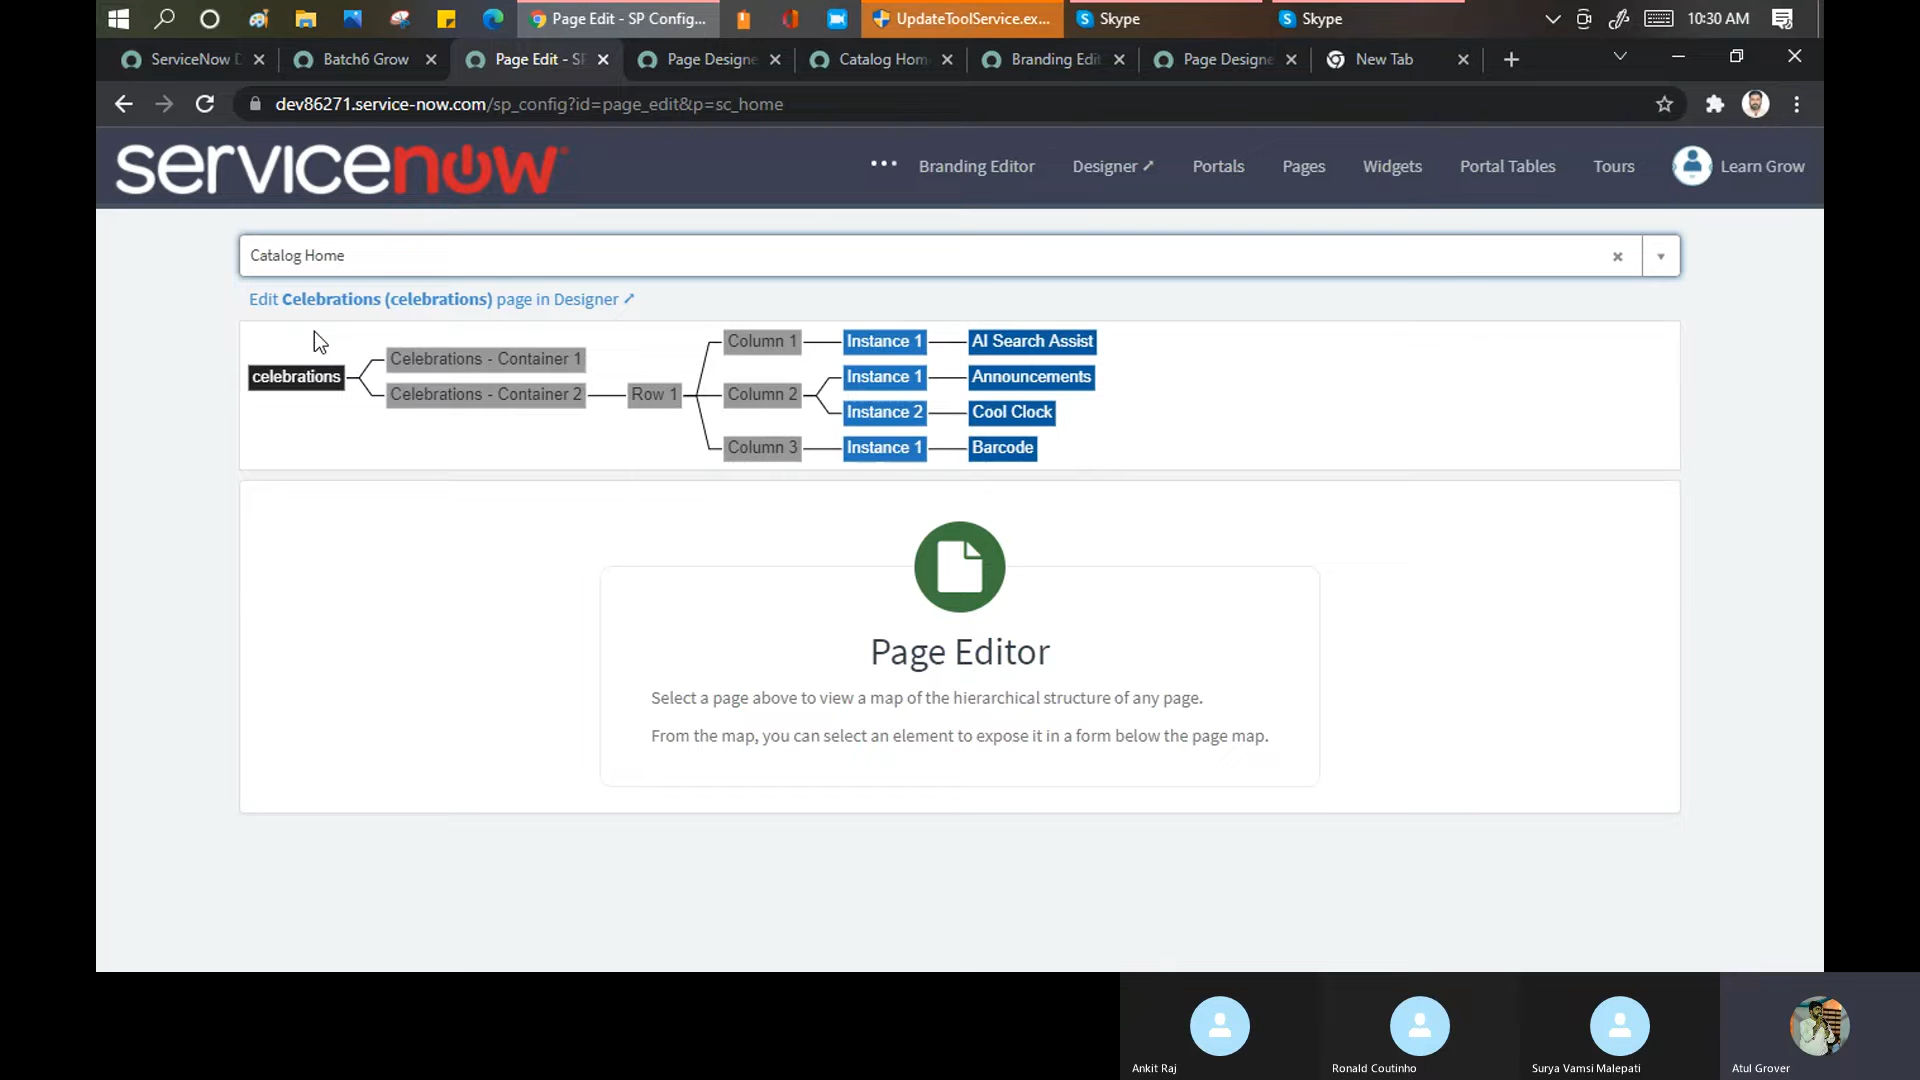 Page Edit - SP Config...
UpdateToolService.ex...
Skype
Skype
10:30 AM
ServiceNow D
Batch6 Grow
Page Edit - SP
Page Designe
Catalog Hom
Branding Edit
Page Designe
New Tab
dev86271.service-now.com/sp_config?id=page_edit&p=sc_home
servicenow
Branding Editor
Designer
Portals
Pages
Widgets
Portal Tables
Tours
Learn Grow
Catalog Home
Edit Celebrations (celebrations) page in Designer
celebrations
Celebrations - Container 1
Celebrations - Container 2
Row 1
Column 1
Instance 1
AI Search Assist
Column 2
Instance 1
Announcements
Instance 2
Cool Clock
Column 3
Instance 1
Barcode
Page Editor
Select a page above to view a map of the hierarchical structure of any page.
From the map, you can select an element to expose it in a form below the page map.
Ankit Raj
Ronald Coutinho
Surya Vamsi Malepati
Atul Grover